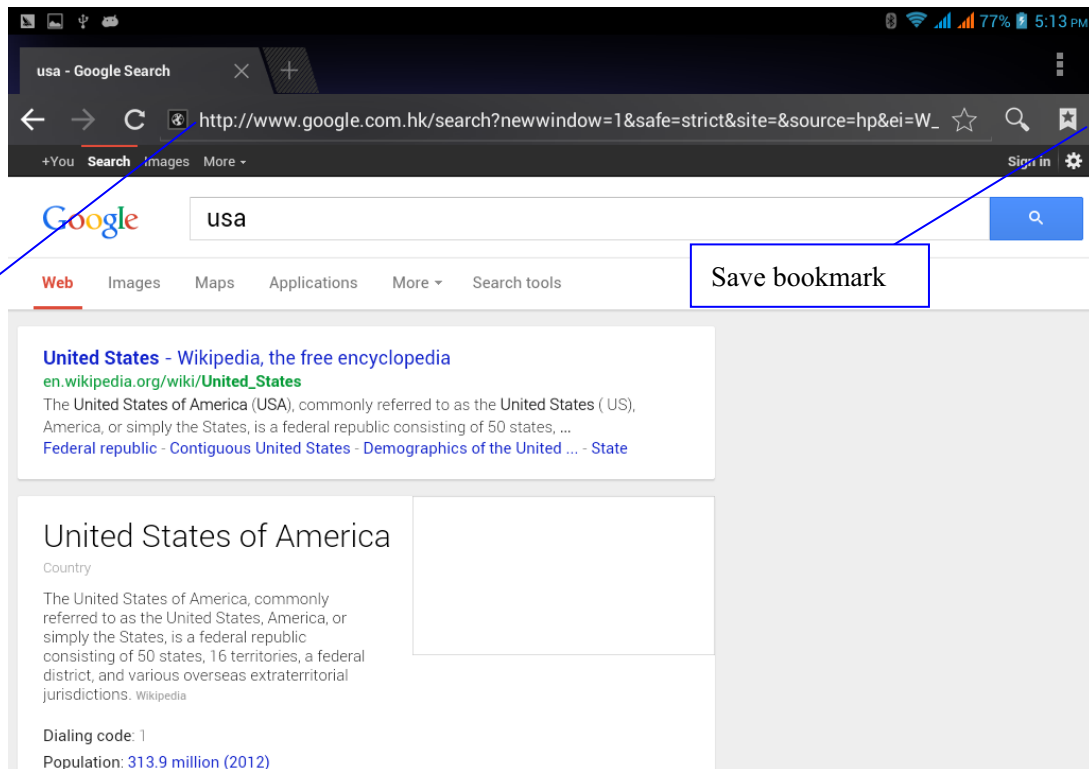 77% 5:13 PM
usa - Google Search
http://www.google.com.hk/search?newwindow=1&safe=strict&site=&source=hp&ei=W_
+You Search Images More
Sign in
Google usa
Web Images Maps Applications More Search tools
Save bookmark
United States - Wikipedia, the free encyclopedia
en.wikipedia.org/wiki/United_States
The United States of America (USA), commonly referred to as the United States ( US),
America, or simply the States, is a federal republic consisting of 50 states, ...
Federal republic - Contiguous United States - Demographics of the United ... - State
United States of America
Country
The United States of America, commonly
referred to as the United States, America, or
simply the States, is a federal republic
consisting of 50 states, 16 territories, a federal
district, and various overseas extraterritorial
jurisdictions. Wikipedia
Dialing code: 1
Population: 313.9 million (2012)